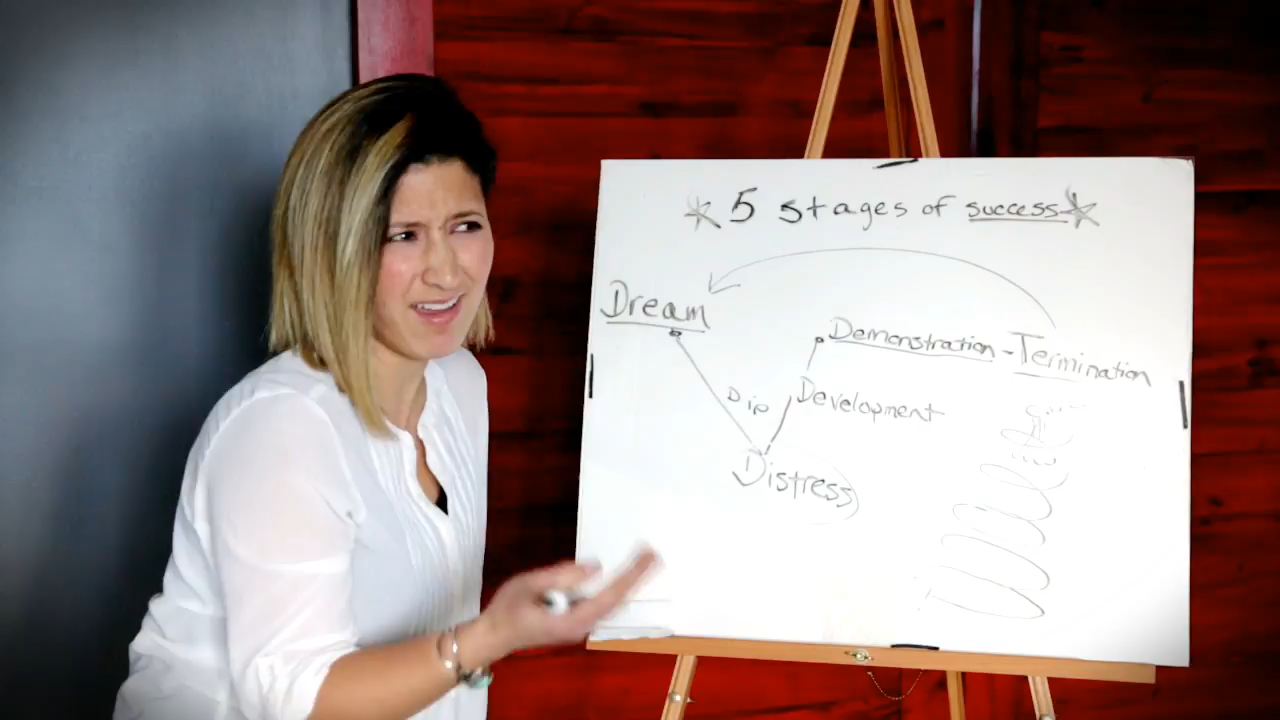 5 stages of success
Dream
Demonstration - Termination
Dip
Development
Distress